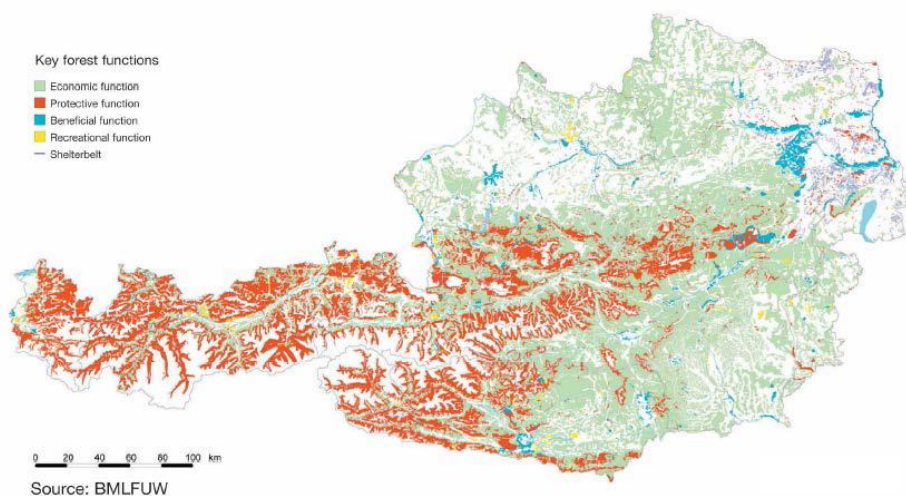 Key forest functions
Economic function
Protective function
Beneficial function
Recreational function
Shelterbelt
0 20 40 60 80 100 km
Source: BMLFUW